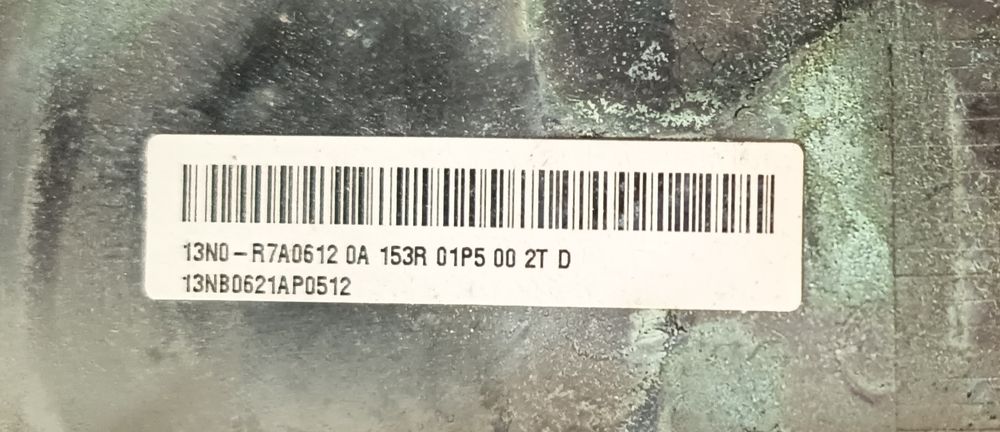 13N0-R7A0612 0A 153R 01P5 00 2T D
13NB0621AP0512